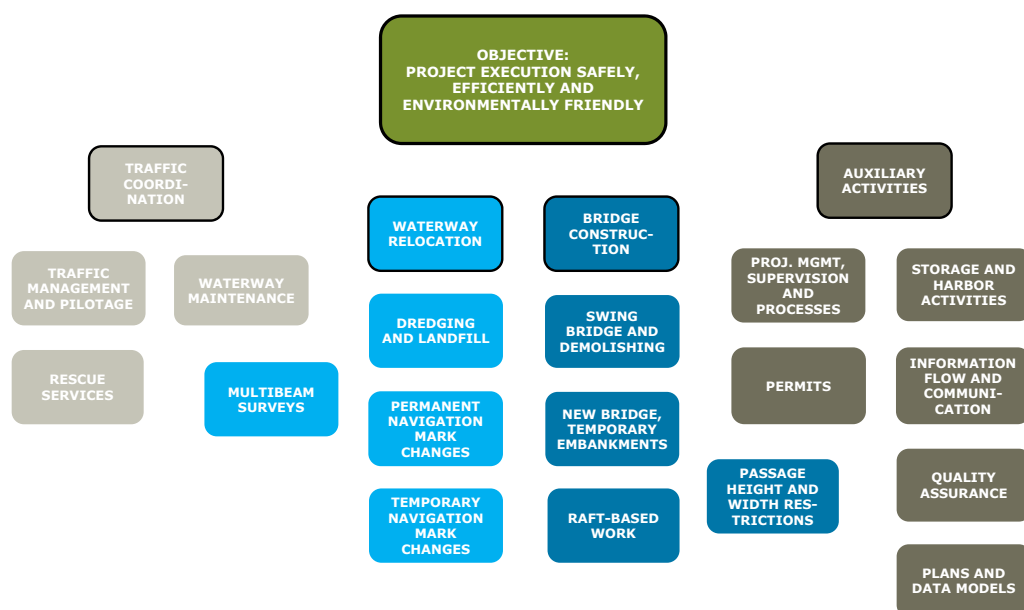 OBJECTIVE:
PROJECT EXECUTION SAFELY,
EFFICIENTLY AND
ENVIRONMENTALLY FRIENDLY
TRAFFIC
COORDI-
NATION
TRAFFIC
MANAGEMENT
AND PILOTAGE
WATERWAY
MAINTENANCE
RESCUE
SERVICES
MULTIBEAM
SURVEYS
WATERWAY
RELOCATION
DREDGING
AND LANDFILL
PERMANENT
NAVIGATION
MARK
CHANGES
TEMPORARY
NAVIGATION
MARK
CHANGES
BRIDGE
CONSTRUC-
TION
SWING
BRIDGE AND
DEMOLISHING
NEW BRIDGE,
TEMPORARY
EMBANKMENTS
RAFT-BASED
WORK
PASSAGE
HEIGHT AND
WIDTH RES-
TRICTIONS
AUXILIARY
ACTIVITIES
PROJ. MGMT,
SUPERVISION
AND
PROCESSES
PERMITS
STORAGE AND
HARBOR
ACTIVITIES
INFORMATION
FLOW AND
COMMUNI-
CATION
QUALITY
ASSURANCE
PLANS AND
DATA MODELS